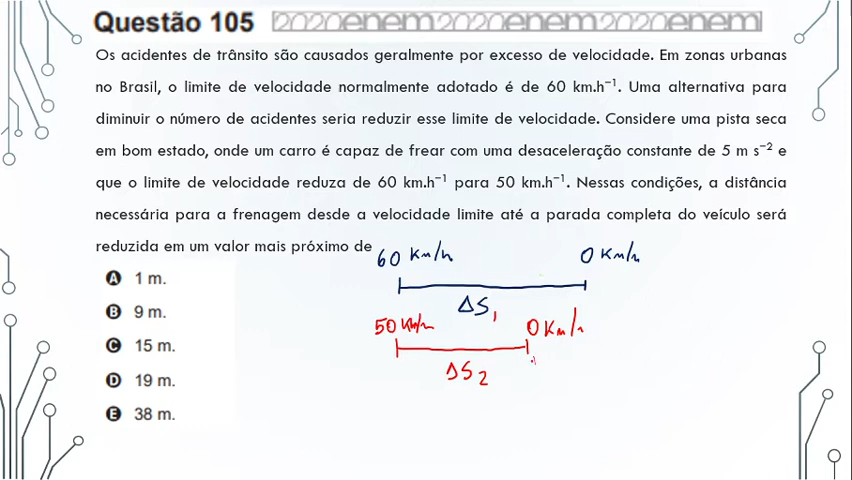 Questão 105 2020enem2020enem2020enem
Os acidentes de trânsito são causados geralmente por excesso de velocidade. Em zonas urbanas
no Brasil, o limite de velocidade normalmente adotado é de 60 km.h⁻¹. Uma alternativa para
diminuir o número de acidentes seria reduzir esse limite de velocidade. Considere uma pista seca
em bom estado, onde um carro é capaz de frear com uma desaceleração constante de 5 m s⁻² e
que o limite de velocidade reduza de 60 km.h⁻¹ para 50 km.h⁻¹. Nessas condições, a distância
necessária para a frenagem desde a velocidade limite até a parada completa do veículo será
reduzida em um valor mais próximo de
60 Km/h 0 Km/h
A 1 m.
ΔS₁
B 9 m.
50 Km/h 0 Km/h
C 15 m.
ΔS₂
D 19 m.
E 38 m.